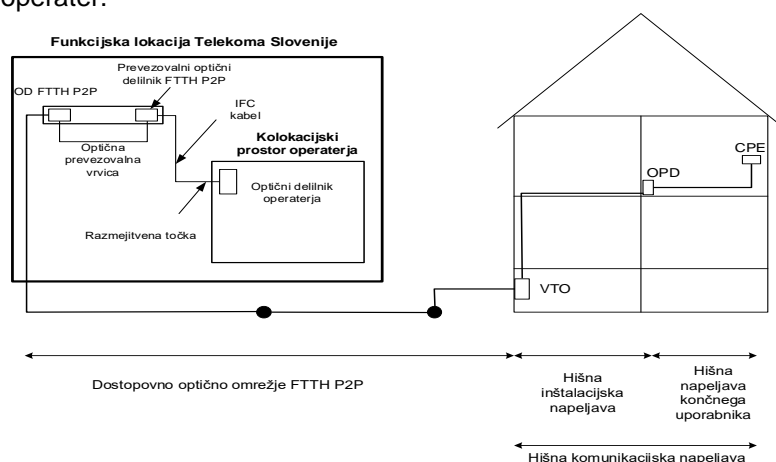 operater.
Funkcijska lokacija Telekoma Slovenije
Prevezovalni optični
delilnik FTTH P2P
OD FTTH P2P
IFC
kabel
Optična
prevezovalna
vrvica
Kolokacijski
prostor operaterja
Optični delilnik
operaterja
Razmejitvena točka
CPE
OPD
VTO
Dostopovno optično omrežje FTTH P2P
Hišna
inštalacijska
napeljava
Hišna
napeljava
končnega
uporabnika
Hišna komunikacijska napeljava